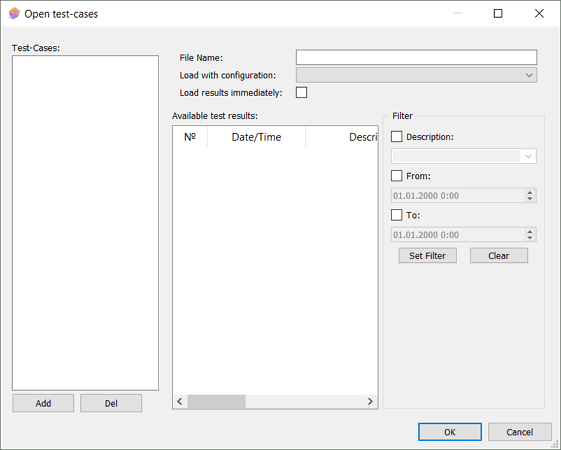 Open test-cases
Test-Cases:
File Name:
Load with configuration:
Load results immediately:
Available test results:
Nº Date/Time Descri
Filter
Description:
From:
01.01.2000 0:00
To:
01.01.2000 0:00
Set Filter Clear
Add Del
OK Cancel